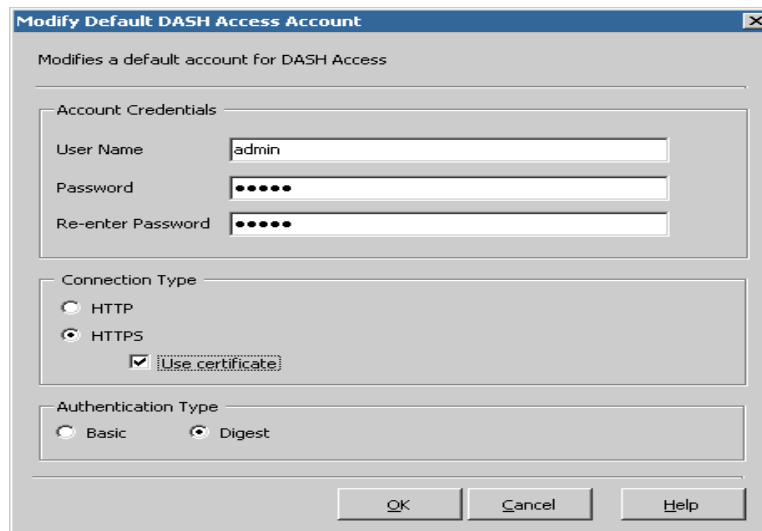 Modify Default DASH Access Account
Modifies a default account for DASH Access
Account Credentials
User Name admin
Password •••••
Re-enter Password •••••
Connection Type
HTTP
HTTPS
Use certificate
Authentication Type
Basic Digest
OK Cancel Help